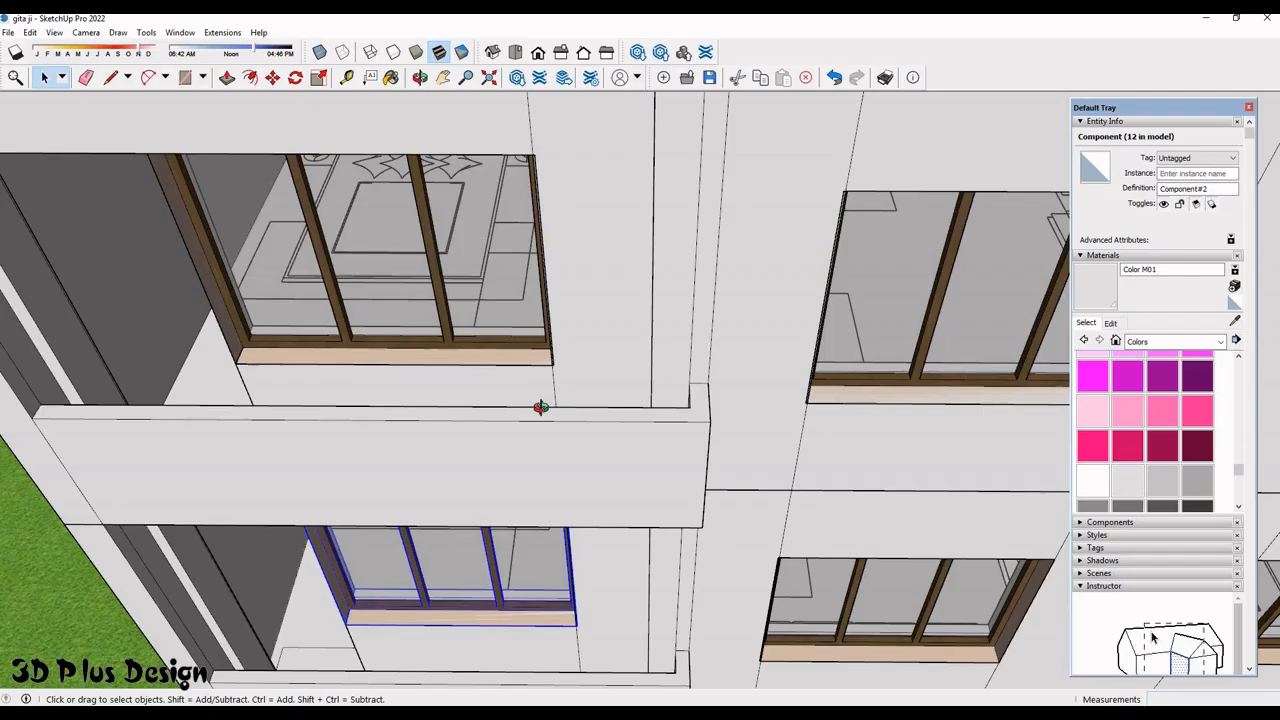 gita ji - SketchUp Pro 2022
File Edit View Camera Draw Tools Window Extensions Help
J F M A M J J A S O N D 06:42 AM Noon 04:46 PM
Default Tray
Entity Info
Component (12 in model)
Tag: Untagged
Instance: Enter instance name
Definition: Component#2
Toggles:
Advanced Attributes:
Materials
Color M01
Select Edit
Colors
Components
Styles
Tags
Shadows
Scenes
Instructor
3D Plus Design
Click or drag to select objects. Shift = Add/Subtract. Ctrl = Add. Shift + Ctrl = Subtract.
Measurements